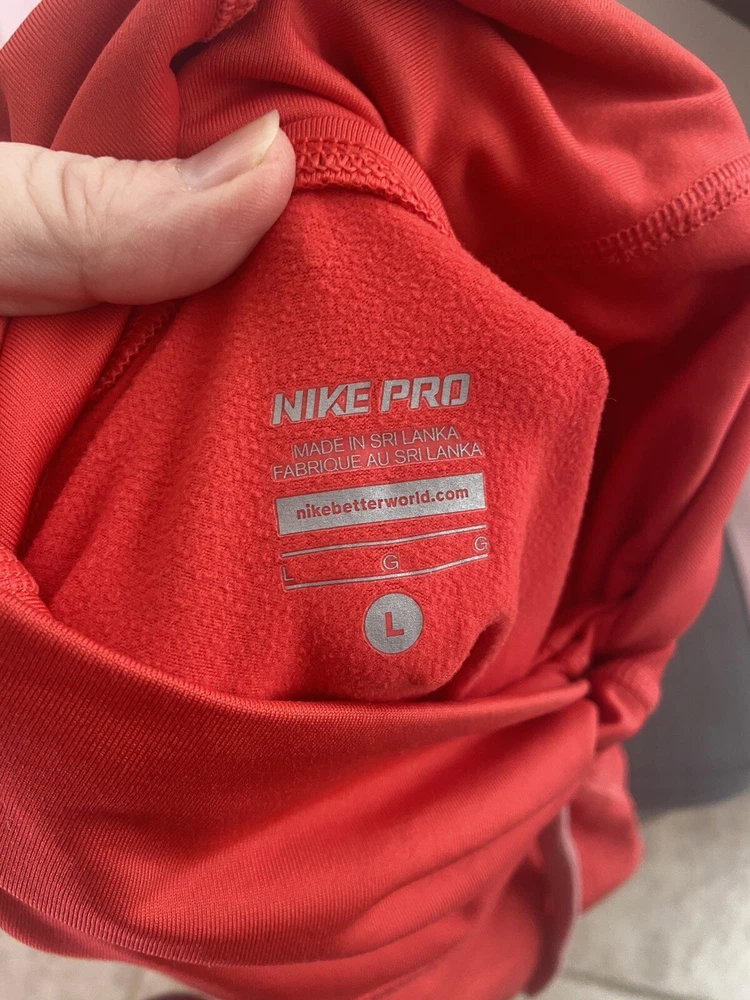 NIKE PRO
MADE IN SRI LANKA
FABRIQUE AU SRI LANKA
nikebetterworld.com
L G G
L